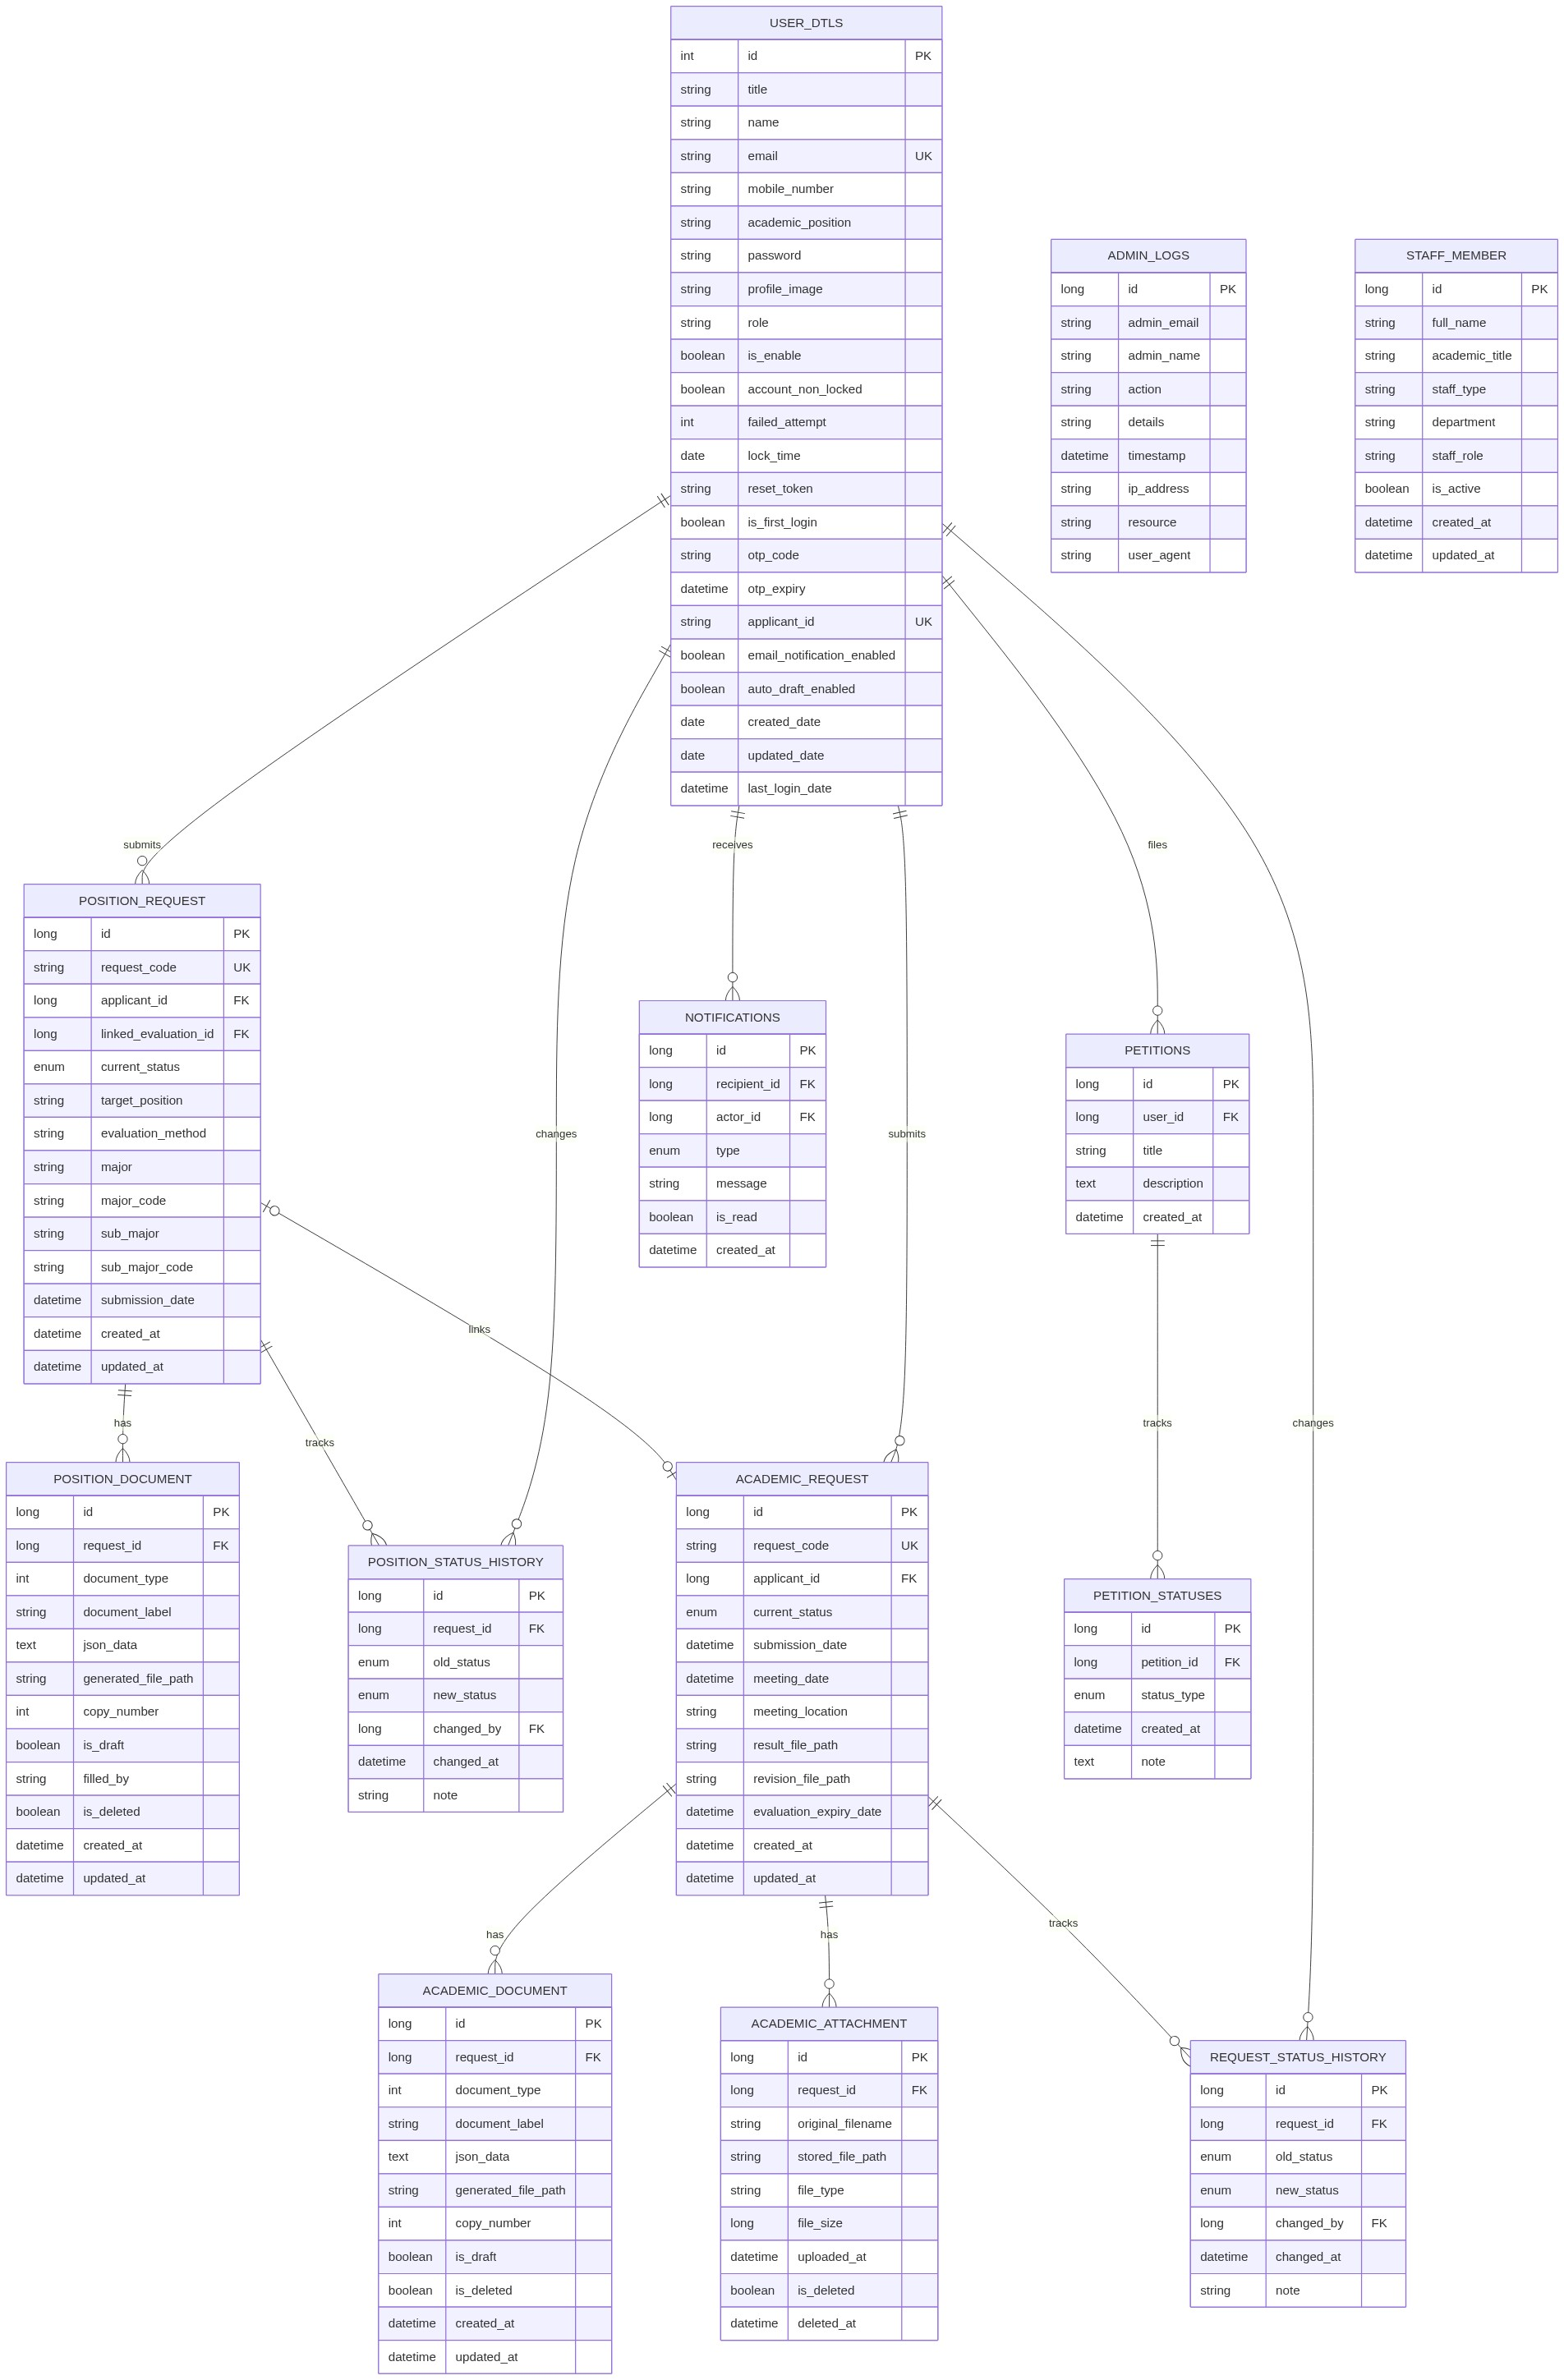 USER_DTLS
int id PK
string title
string name
string email UK
string mobile_number
string academic_position
string password
string profile_image
string role
boolean is_enable
boolean account_non_locked
int failed_attempt
date lock_time
string reset_token
boolean is_first_login
string otp_code
datetime otp_expiry
string applicant_id UK
boolean email_notification_enabled
boolean auto_draft_enabled
date created_date
date updated_date
datetime last_login_date
ADMIN_LOGS
long id PK
string admin_email
string admin_name
string action
string details
datetime timestamp
string ip_address
string resource
string user_agent
STAFF_MEMBER
long id PK
string full_name
string academic_title
string staff_type
string department
string staff_role
boolean is_active
datetime created_at
datetime updated_at
submits
receives
files
changes
submits
changes
POSITION_REQUEST
long id PK
string request_code UK
long applicant_id FK
long linked_evaluation_id FK
enum current_status
string target_position
string evaluation_method
string major
string major_code
string sub_major
string sub_major_code
datetime submission_date
datetime created_at
datetime updated_at
NOTIFICATIONS
long id PK
long recipient_id FK
long actor_id FK
enum type
string message
boolean is_read
datetime created_at
PETITIONS
long id PK
long user_id FK
string title
text description
datetime created_at
links
has
tracks
tracks
POSITION_DOCUMENT
long id PK
long request_id FK
int document_type
string document_label
text json_data
string generated_file_path
int copy_number
boolean is_draft
string filled_by
boolean is_deleted
datetime created_at
datetime updated_at
POSITION_STATUS_HISTORY
long id PK
long request_id FK
enum old_status
enum new_status
long changed_by FK
datetime changed_at
string note
ACADEMIC_REQUEST
long id PK
string request_code UK
long applicant_id FK
enum current_status
datetime submission_date
datetime meeting_date
string meeting_location
string result_file_path
string revision_file_path
datetime evaluation_expiry_date
datetime created_at
datetime updated_at
PETITION_STATUSES
long id PK
long petition_id FK
enum status_type
datetime created_at
text note
has
has
tracks
ACADEMIC_DOCUMENT
long id PK
long request_id FK
int document_type
string document_label
text json_data
string generated_file_path
int copy_number
boolean is_draft
boolean is_deleted
datetime created_at
datetime updated_at
ACADEMIC_ATTACHMENT
long id PK
long request_id FK
string original_filename
string stored_file_path
string file_type
long file_size
datetime uploaded_at
boolean is_deleted
datetime deleted_at
REQUEST_STATUS_HISTORY
long id PK
long request_id FK
enum old_status
enum new_status
long changed_by FK
datetime changed_at
string note